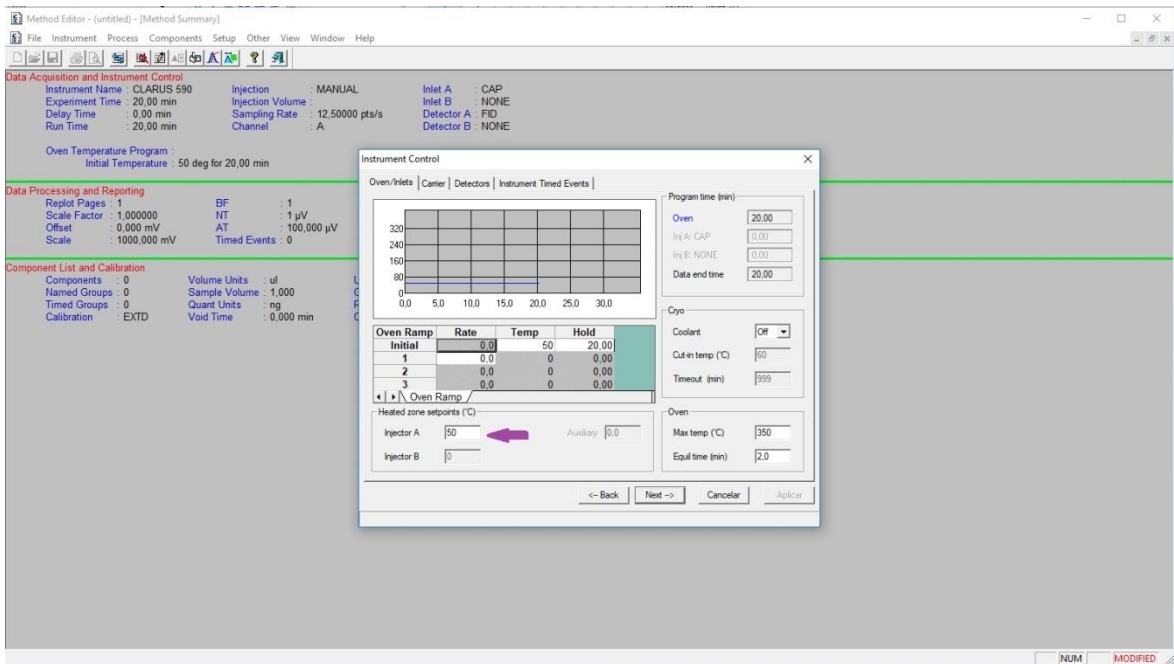 Method Editor - (untitled) - [Method Summary]
File Instrument Process Components Setup Other View Window Help
Data Acquisition and Instrument Control
Instrument Name : CLARUS 590 Injection : MANUAL Inlet A : CAP
Experiment Time : 20,00 min Injection Volume : Inlet B : NONE
Delay Time : 0,00 min Sampling Rate : 12,50000 pts/s Detector A : FID
Run Time : 20,00 min Channel : A Detector B : NONE
Oven Temperature Program :
Initial Temperature : 50 deg for 20,00 min
Data Processing and Reporting
Replot Pages : 1 BF : 1
Scale Factor : 1,000000 NT : 1 µV
Offset : 0,000 mV AT : 100,000 µV
Scale : 1000,000 mV Timed Events : 0
Component List and Calibration
Components : 0 Volume Units : ul
Named Groups : 0 Sample Volume : 1,000
Timed Groups : 0 Quant Units : ng
Calibration : EXTD Void Time : 0,000 min
Instrument Control
Oven/Inlets Carrier Detectors Instrument Timed Events
320
240
160
80
0
0,0 5,0 10,0 15,0 20,0 25,0 30,0
Oven Ramp Rate Temp Hold
Initial 0,0 50 20,00
1 0,0 0 0,00
2 0,0 0 0,00
3 0,0 0 0,00
Oven Ramp
Heated zone setpoints (°C)
Injector A 50 Auxiliary 0,0
Injector B 0
Program time (min)
Oven 20.00
Inj A: CAP 0.00
Inj B: NONE 0.00
Data end time 20.00
Cryo
Coolant Off
Cut-in temp (°C) 60
Timeout (min) 999
Oven
Max temp (°C) 350
Equil time (min) 2,0
<-- Back Next --> Cancelar Aplicar
NUM MODIFIED